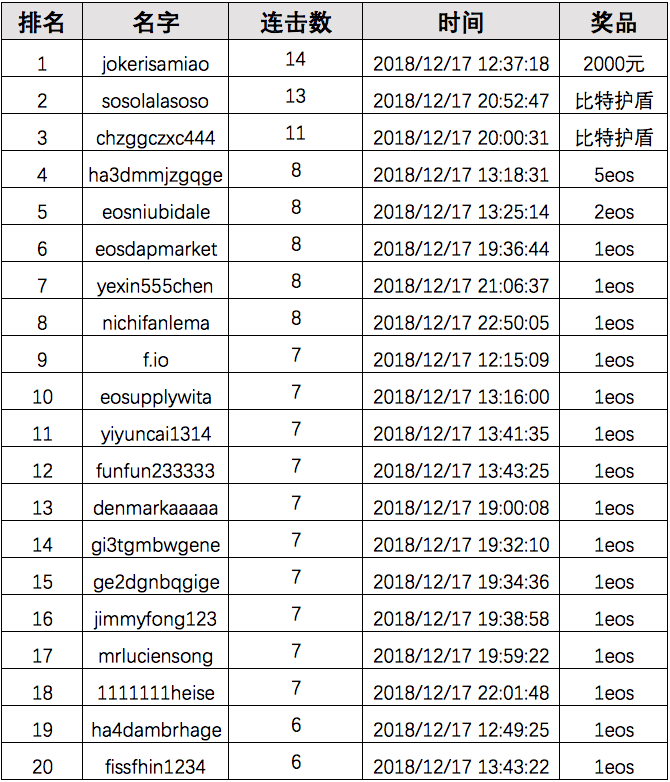 排名 名字 连击数 时间 奖品
1 jokerisamiao 14 2018/12/17 12:37:18 2000元
2 sosolalasoso 13 2018/12/17 20:52:47 比特护盾
3 chzggczxc444 11 2018/12/17 20:00:31 比特护盾
4 ha3dmmjzgqge 8 2018/12/17 13:18:31 5eos
5 eosniubidale 8 2018/12/17 13:25:14 2eos
6 eosdapmarket 8 2018/12/17 19:36:44 1eos
7 yexin555chen 8 2018/12/17 21:06:37 1eos
8 nichifanlema 8 2018/12/17 22:50:05 1eos
9 f.io 7 2018/12/17 12:15:09 1eos
10 eosupplywita 7 2018/12/17 13:16:00 1eos
11 yiyuncai1314 7 2018/12/17 13:41:35 1eos
12 funfun233333 7 2018/12/17 13:43:25 1eos
13 denmarkaaaaa 7 2018/12/17 19:00:08 1eos
14 gi3tgmbwgene 7 2018/12/17 19:32:10 1eos
15 ge2dgnbqgige 7 2018/12/17 19:34:36 1eos
16 jimmyfong123 7 2018/12/17 19:38:58 1eos
17 mrluciensong 7 2018/12/17 19:59:22 1eos
18 1111111heise 7 2018/12/17 22:01:48 1eos
19 ha4dambrhage 6 2018/12/17 12:49:25 1eos
20 fissfhin1234 6 2018/12/17 13:43:22 1eos